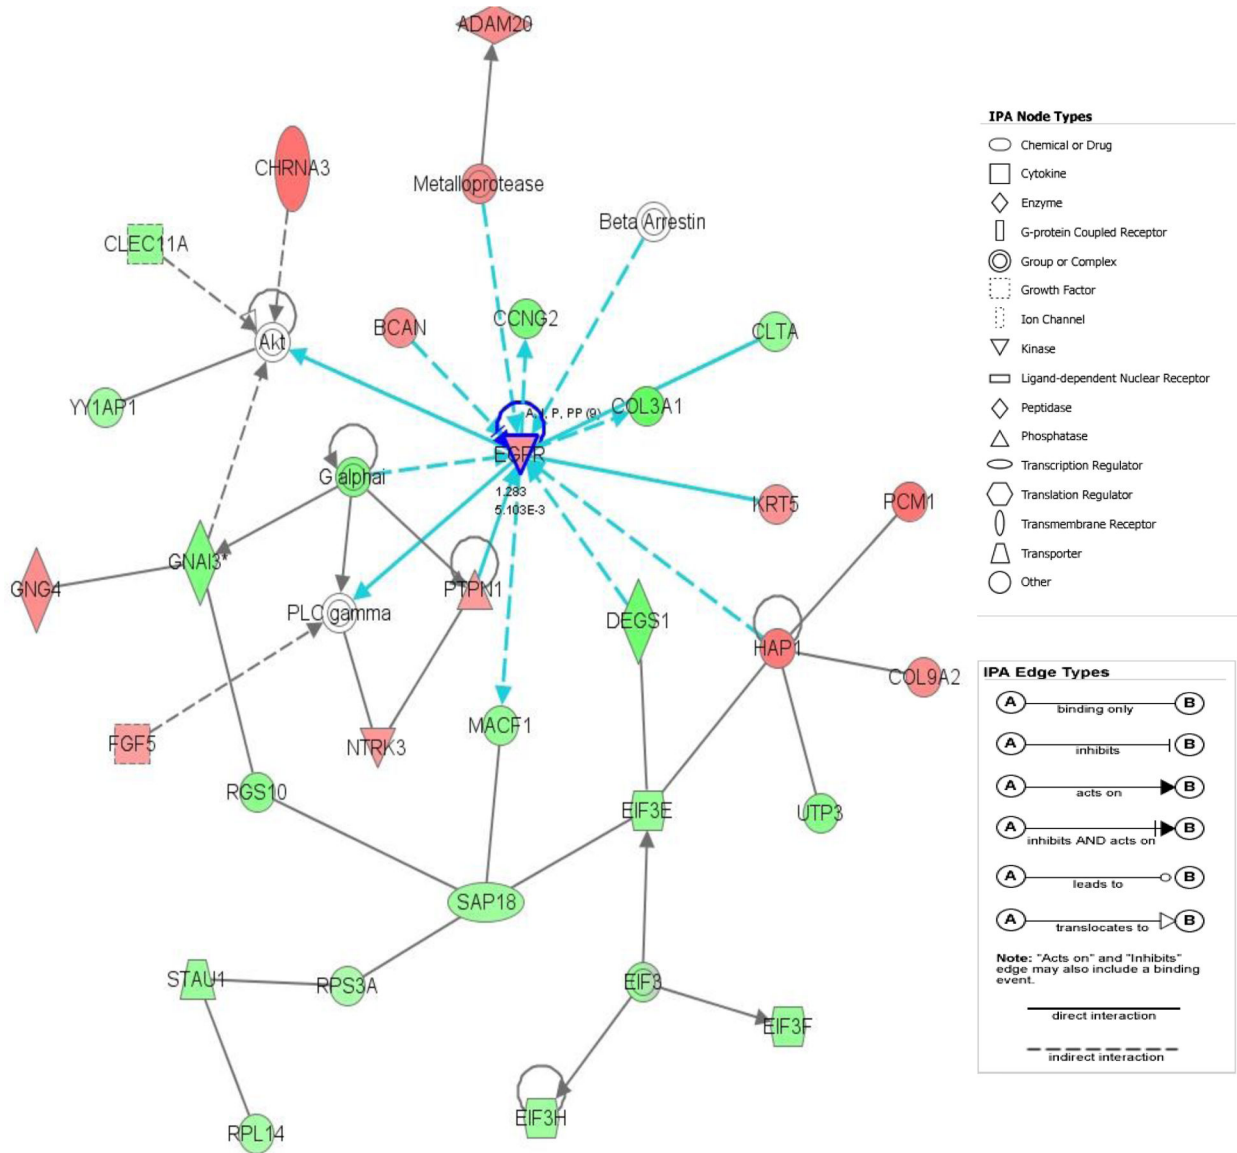 ADAM20
CHRNA3
Metalloprotease
Beta Arrestin
CLEC11A
BCAN
CCNG2
CLTA
Akt
YY1AP1
COL3A1
A, I, P, PP (9)
EGFR
G alphai
1.283
5.103E-3
KRT5
PCM1
GNAI3*
GNG4
PLC gamma
PTPN1
DEGS1
HAP1
COL9A2
FGF5
NTRK3
MACF1
RGS10
EIF3E
UTP3
SAP18
STAU1
RPS3A
EIF3
EIF3F
EIF3H
RPL14
IPA Node Types
Chemical or Drug
Cytokine
Enzyme
G-protein Coupled Receptor
Group or Complex
Growth Factor
Ion Channel
Kinase
Ligand-dependent Nuclear Receptor
Peptidase
Phosphatase
Transcription Regulator
Translation Regulator
Transmembrane Receptor
Transporter
Other
IPA Edge Types
A binding only B
A inhibits B
A acts on B
A inhibits AND acts on B
A leads to B
A translocates to B
Note: "Acts on" and "Inhibits"
edge may also include a binding
event.
direct interaction
indirect interaction